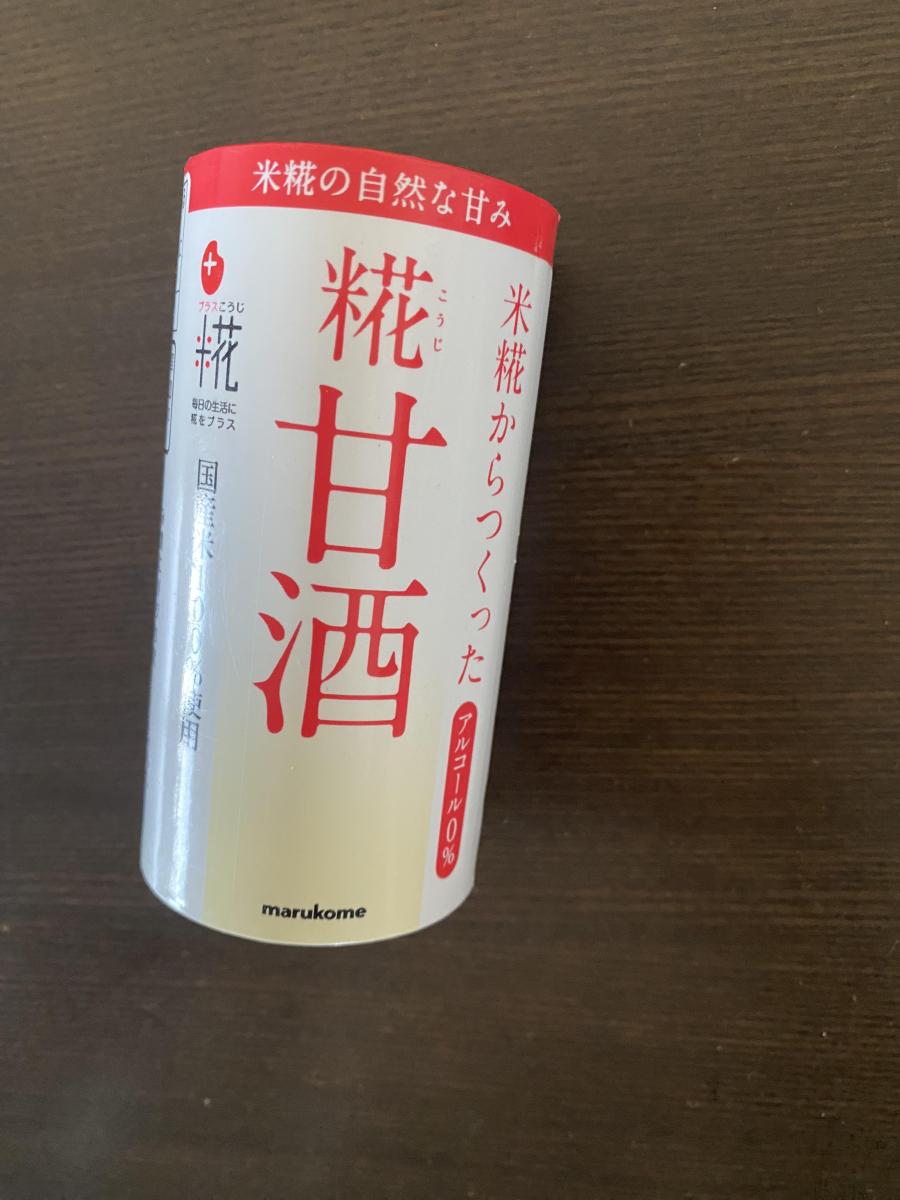 米糀の自然な甘み
米糀からつくった
アルコール0%
糀
こうじ
甘酒
プラスこうじ
糀
毎日の生活に
糀をプラス
国産米100%使用
marukome